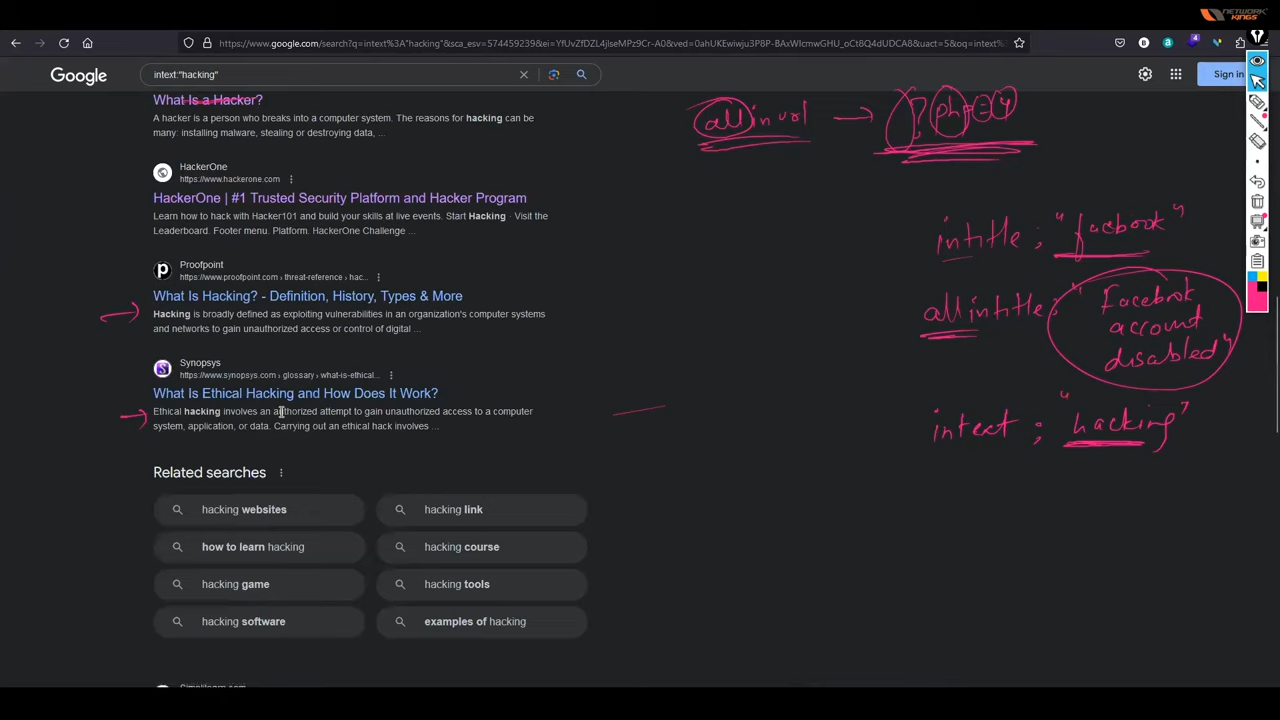 NETWORK
KINGS
https://www.google.com/search?q=intext%3A"hacking"&sca_esv=574459239&ei=YfUvZfDZL4jlseMPz9Cr-A0&ved=0ahUKEwiwju3P8P-BAxWIcmwGHU_oCt8Q4dUDCA8&uact=5&oq=intext%
Google
intext:"hacking"
Sign in
What Is a Hacker?
A hacker is a person who breaks into a computer system. The reasons for hacking can be
many: installing malware, stealing or destroying data, ...
HackerOne
https://www.hackerone.com
HackerOne | #1 Trusted Security Platform and Hacker Program
Learn how to hack with Hacker101 and build your skills at live events. Start Hacking · Visit the
Leaderboard. Footer menu. Platform. HackerOne Challenge ...
Proofpoint
https://www.proofpoint.com › threat-reference › hac...
What Is Hacking? - Definition, History, Types & More
Hacking is broadly defined as exploiting vulnerabilities in an organization's computer systems
and networks to gain unauthorized access or control of digital ...
Synopsys
https://www.synopsys.com › glossary › what-is-ethical...
What Is Ethical Hacking and How Does It Work?
Ethical hacking involves an authorized attempt to gain unauthorized access to a computer
system, application, or data. Carrying out an ethical hack involves ...
Related searches
hacking websites
hacking link
how to learn hacking
hacking course
hacking game
hacking tools
hacking software
examples of hacking
allinurl →
intitle : "facebook"
allintitle : "facebook
account
disabled"
intext : "hacking"